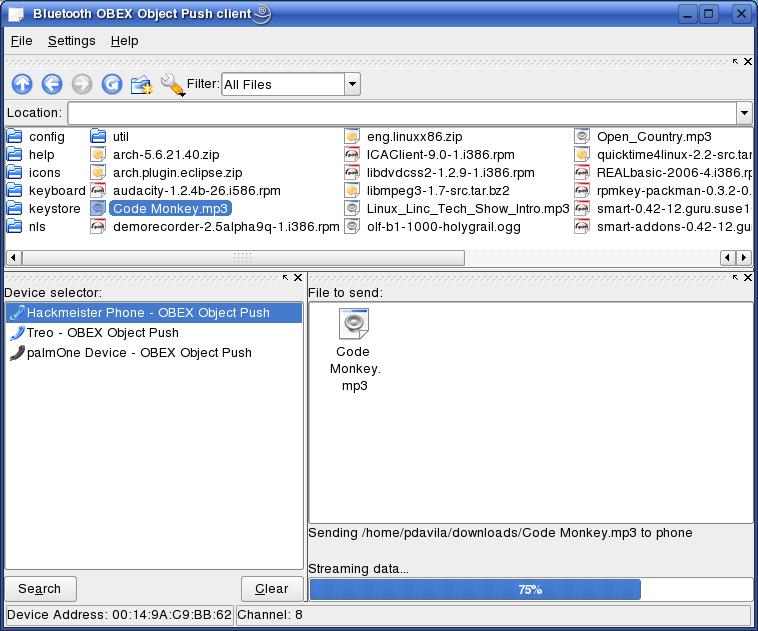 Bluetooth OBEX Object Push client
File Settings Help
Filter: All Files
Location:
config util eng.linuxx86.zip Open_Country.mp3
help arch-5.6.21.40.zip ICAClient-9.0-1.i386.rpm quicktime4linux-2.2-src.tar
icons arch.plugin.eclipse.zip libdvdcss2-1.2.9-1.i386.rpm REALbasic-2006-4.i386.rp
keyboard audacity-1.2.4b-26.i586.rpm libmpeg3-1.7-src.tar.bz2 rpmkey-packman-0.3.2-0.
keystore Code Monkey.mp3 Linux_Linc_Tech_Show_Intro.mp3 smart-0.42-12.guru.suse1
nls demorecorder-2.5alpha9q-1.i386.rpm olf-b1-1000-holygrail.ogg smart-addons-0.42-12.gu
Device selector:
Hackmeister Phone - OBEX Object Push
Treo - OBEX Object Push
palmOne Device - OBEX Object Push
Search Clear
File to send:
Code
Monkey.
mp3
Sending /home/pdavila/downloads/Code Monkey.mp3 to phone
Streaming data...
75%
Device Address: 00:14:9A:C9:BB:62 Channel: 8